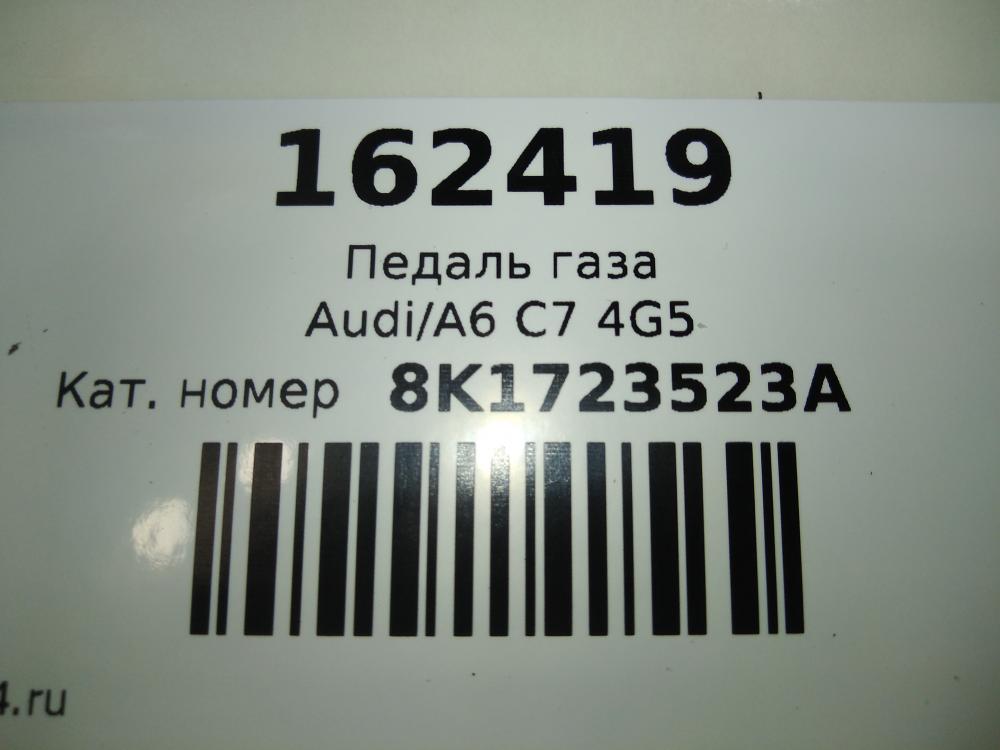 162419
Педаль газа
Audi/A6 C7 4G5
Кат. номер 8K1723523A
4.ru